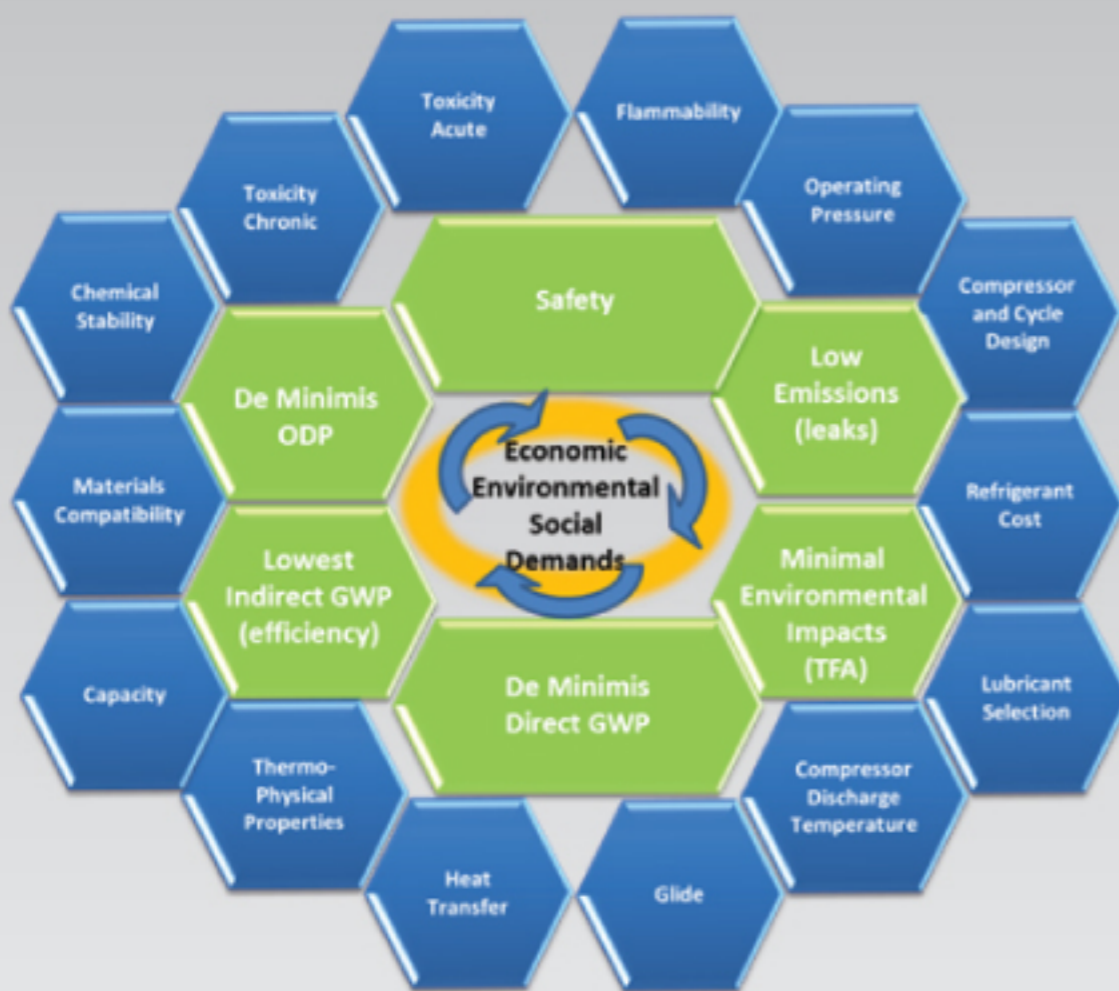 Toxicity
Acute
Flammability
Toxicity
Chronic
Operating
Pressure
Chemical
Stability
Safety
Compressor
and Cycle
Design
De Minimis
ODP
Low
Emissions
(leaks)
Economic
Environmental
Social
Demands
Materials
Compatibility
Refrigerant
Cost
Lowest
Indirect GWP
(efficiency)
Minimal
Environmental
Impacts
(TFA)
Capacity
De Minimis
Direct GWP
Lubricant
Selection
Thermo-
Physical
Properties
Compressor
Discharge
Temperature
Heat
Transfer
Glide